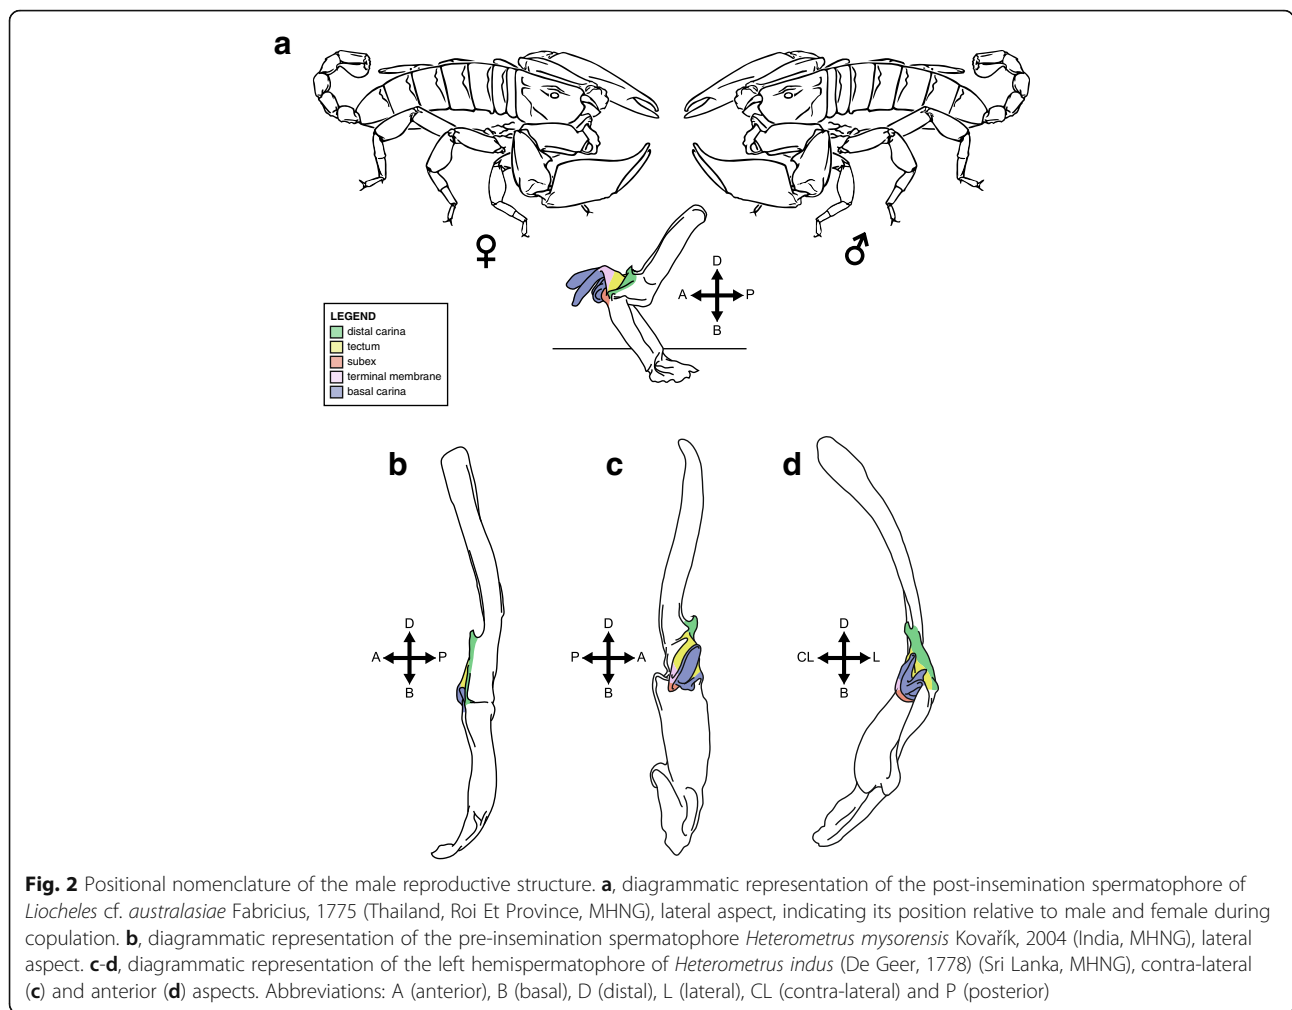 a
♀
♂
D
A P
B
LEGEND
distal carina
tectum
subex
terminal membrane
basal carina
b
c
d
D
A P
B
D
P A
B
D
CL L
B
Fig. 2 Positional nomenclature of the male reproductive structure. a, diagrammatic representation of the post-insemination spermatophore of
Liocheles cf. australasiae Fabricius, 1775 (Thailand, Roi Et Province, MHNG), lateral aspect, indicating its position relative to male and female during
copulation. b, diagrammatic representation of the pre-insemination spermatophore Heterometrus mysorensis Kovařík, 2004 (India, MHNG), lateral
aspect. c-d, diagrammatic representation of the left hemispermatophore of Heterometrus indus (De Geer, 1778) (Sri Lanka, MHNG), contra-lateral
(c) and anterior (d) aspects. Abbreviations: A (anterior), B (basal), D (distal), L (lateral), CL (contra-lateral) and P (posterior)